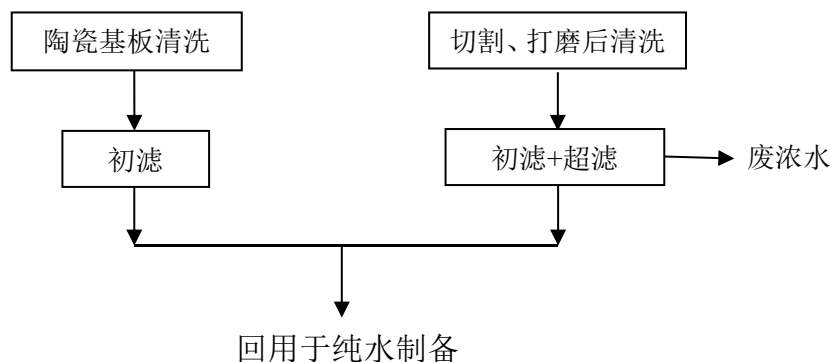 陶瓷基板清洗
切割、打磨后清洗
初滤
初滤+超滤
废浓水
回用于纯水制备